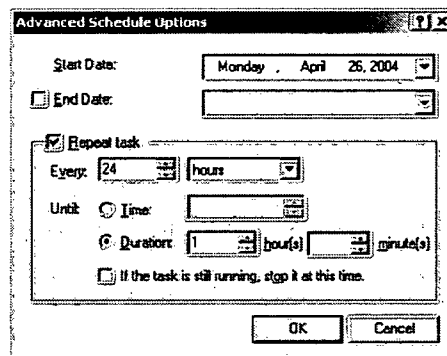 Advanced Schedule Options
Start Date: Monday , April 26, 2004
End Date:
Repeat task
Every: 24 hours
Until: Time:
Duration: 1 hour(s) minute(s)
If the task is still running, stop it at this time.
OK Cancel